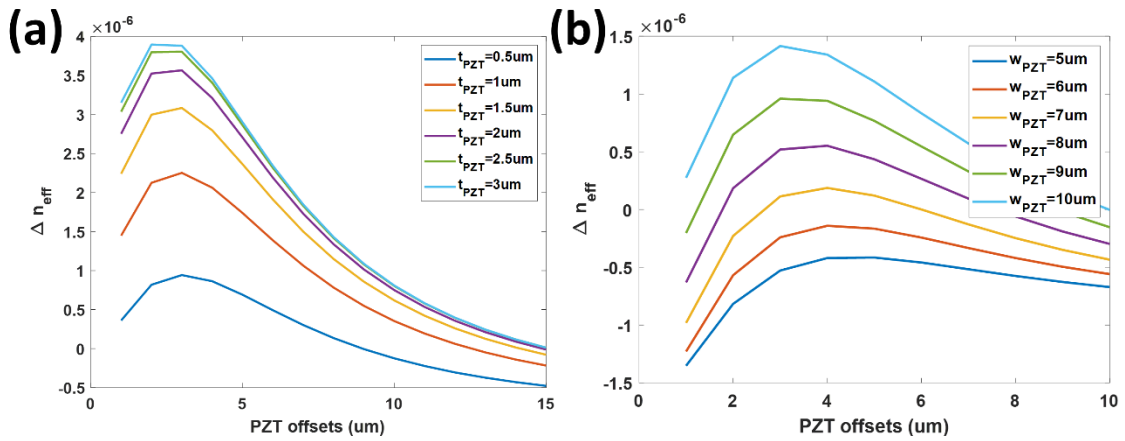 (a)
×10⁻⁶
4
3.5
3
2.5
2
1.5
1
0.5
0
-0.5
Δ n_eff
0
5
10
15
PZT offsets (um)
t_PZT=0.5um
t_PZT=1um
t_PZT=1.5um
t_PZT=2um
t_PZT=2.5um
t_PZT=3um
(b)
×10⁻⁶
1.5
1
0.5
0
-0.5
-1
-1.5
Δ n_eff
0
2
4
6
8
10
PZT offsets (um)
w_PZT=5um
w_PZT=6um
w_PZT=7um
w_PZT=8um
w_PZT=9um
w_PZT=10um